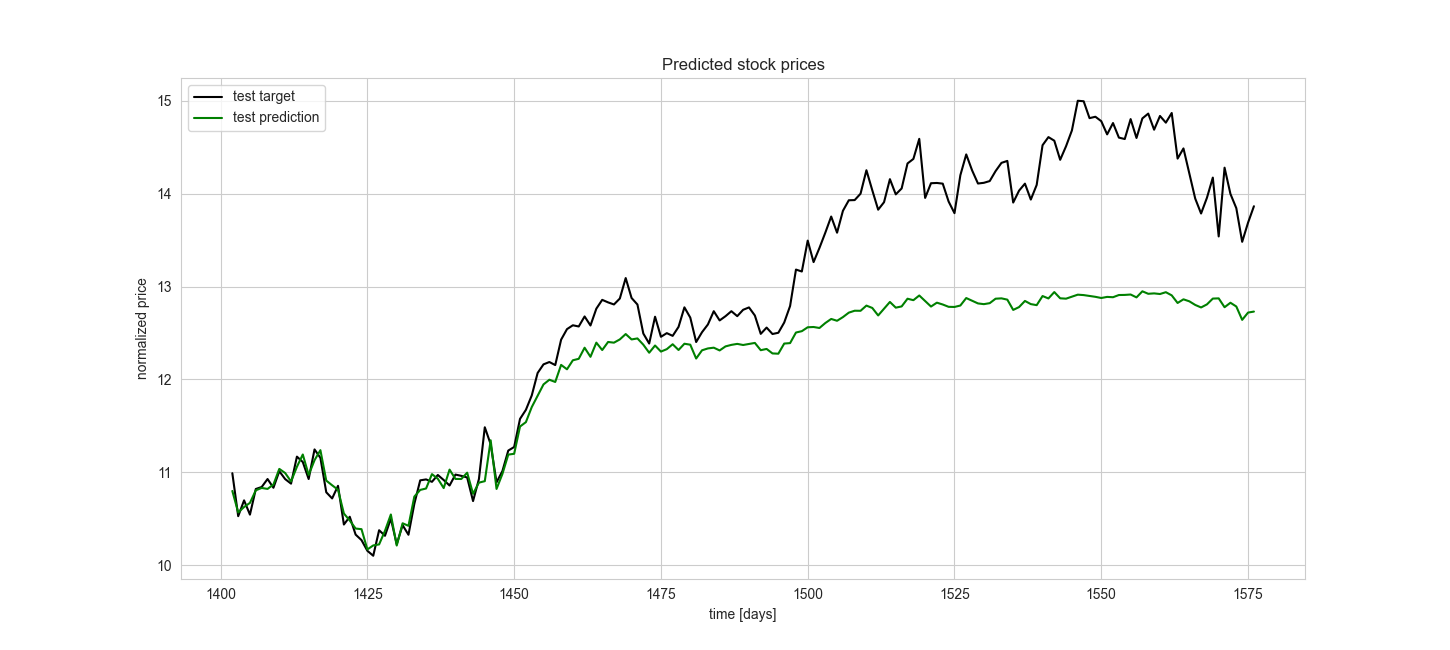 Predicted stock prices
test target
test prediction
15
14
13
12
11
10
normalized price
1400 1425 1450 1475 1500 1525 1550 1575
time [days]